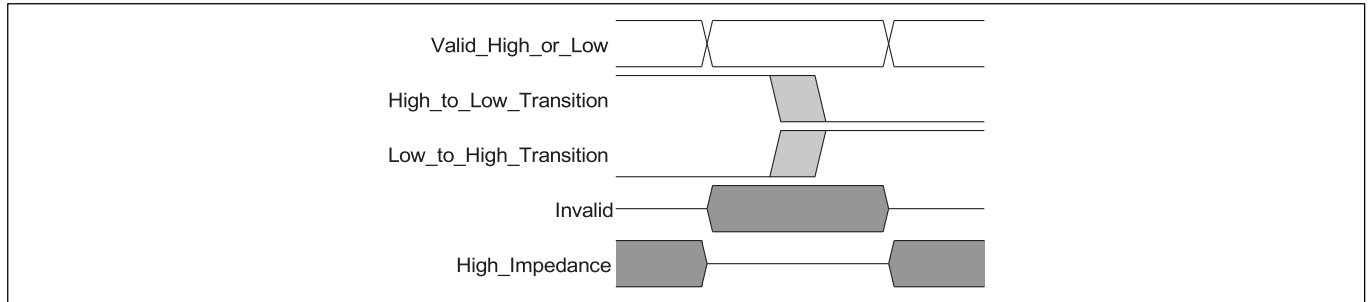 Valid_High_or_Low
High_to_Low_Transition
Low_to_High_Transition
Invalid
High_Impedance